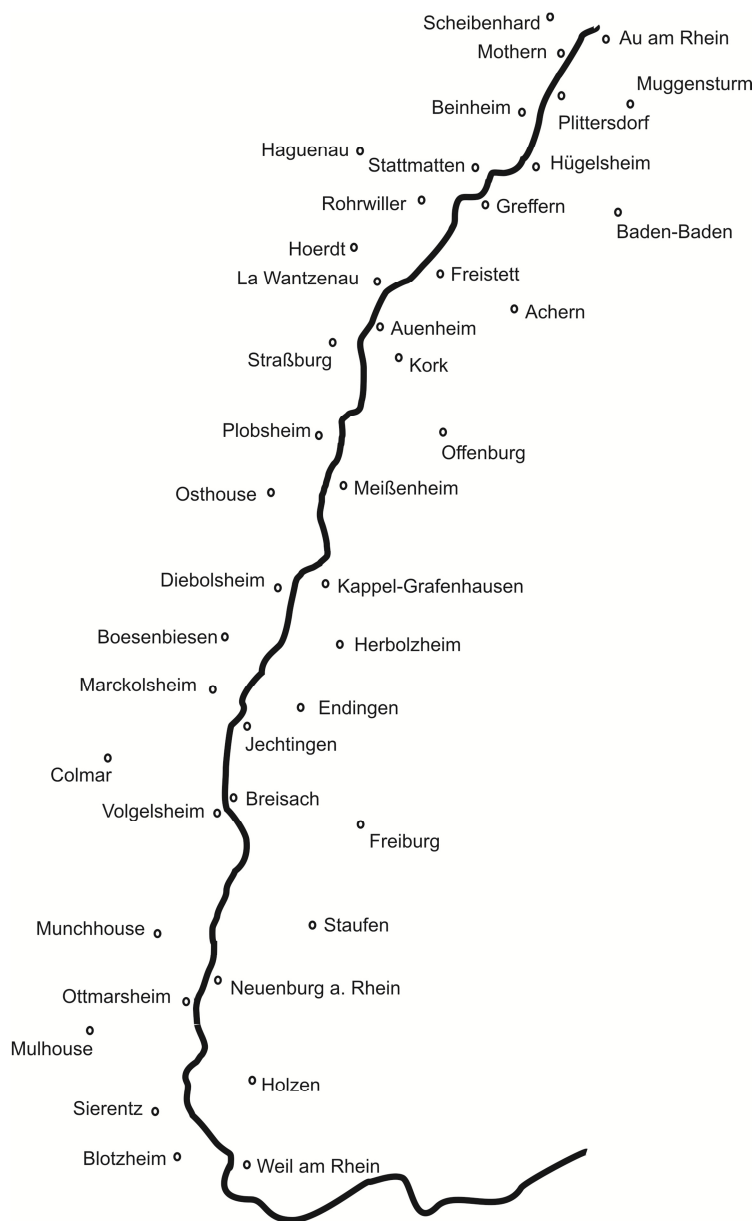 Scheibenhard
Au am Rhein
Mothern
Muggensturm
Beinheim
Plittersdorf
Haguenau
Stattmatten
Hügelsheim
Rohrwiller
Greffern
Baden-Baden
Hoerdt
La Wantzenau
Freistett
Achern
Auenheim
Straßburg
Kork
Plobsheim
Offenburg
Osthouse
Meißenheim
Diebolsheim
Kappel-Grafenhausen
Boesenbiesen
Herbolzheim
Marckolsheim
Endingen
Jechtingen
Colmar
Breisach
Volgelsheim
Freiburg
Munchhouse
Staufen
Neuenburg a. Rhein
Ottmarsheim
Mulhouse
Holzen
Sierentz
Blotzheim
Weil am Rhein